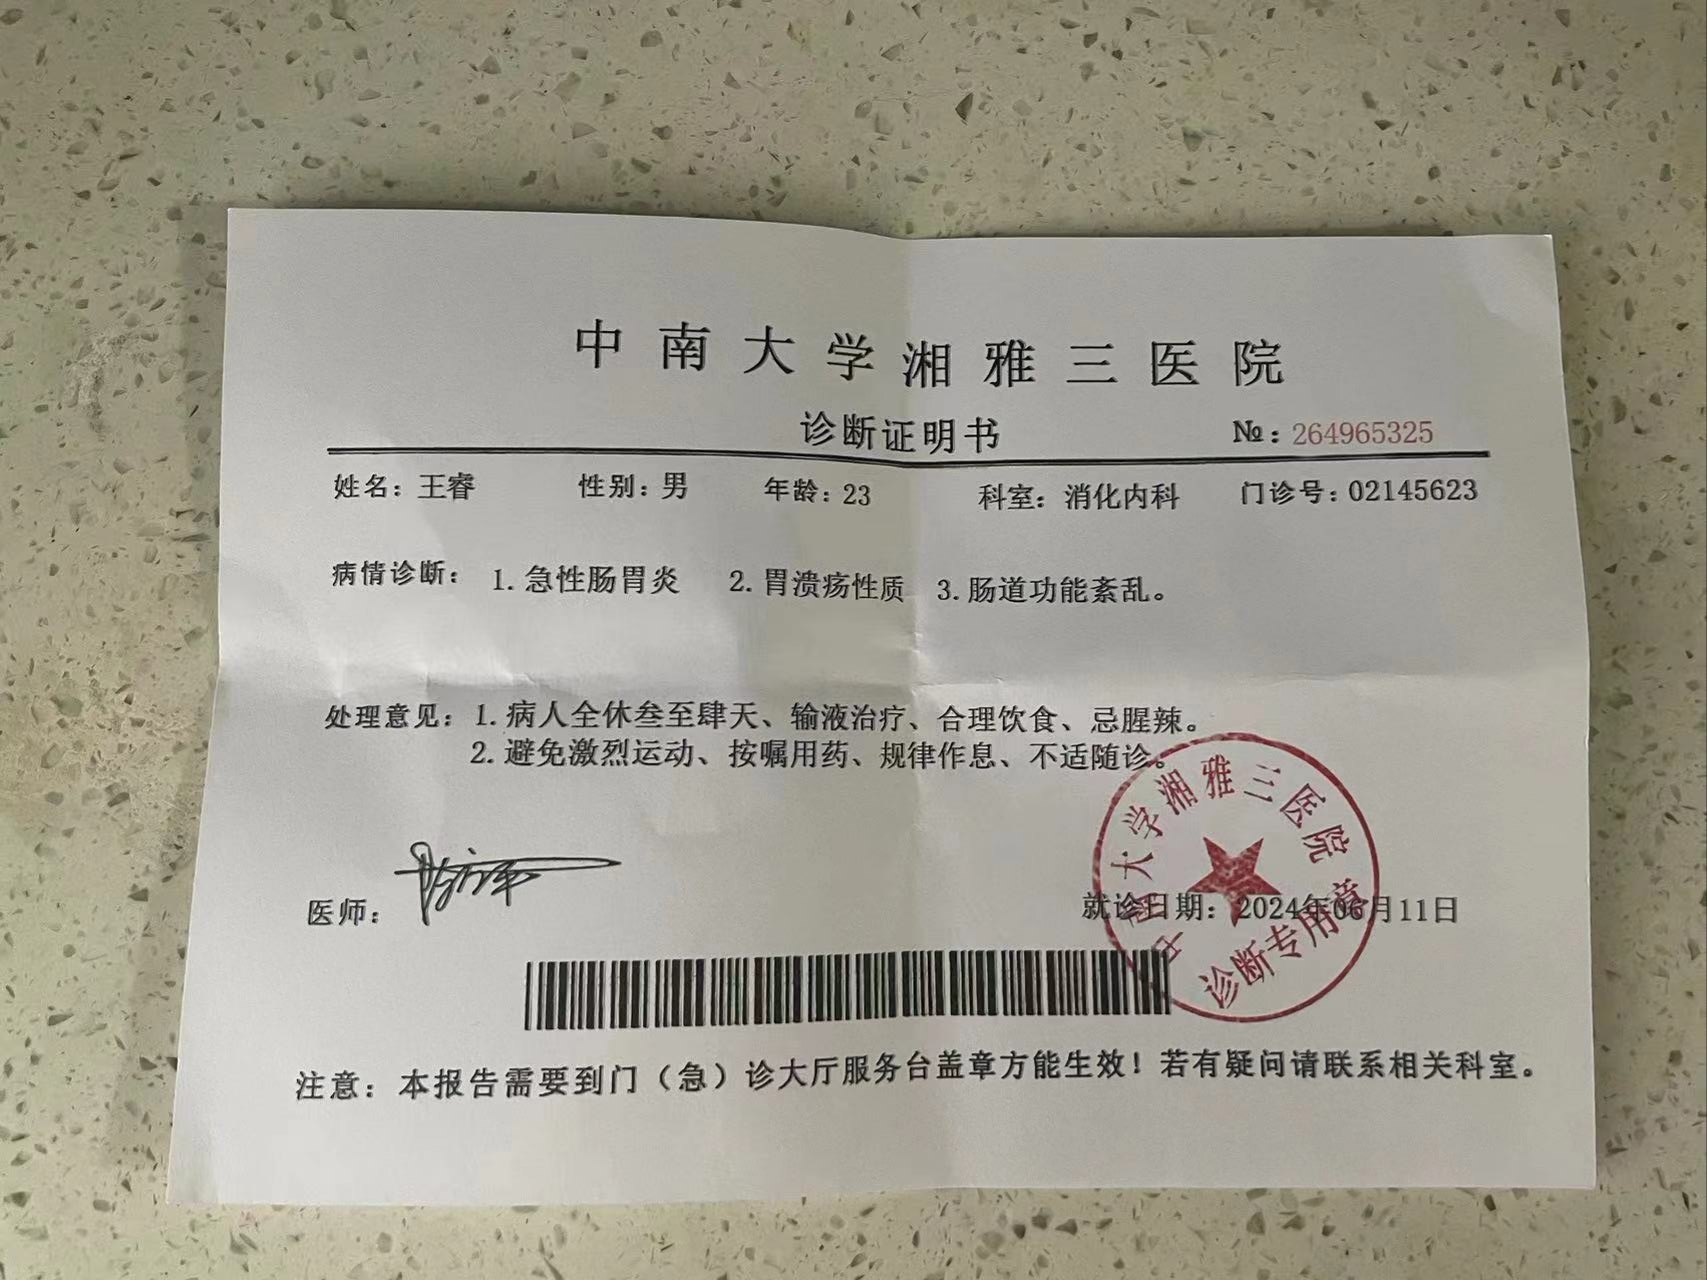 中南大学湘雅三医院
诊断证明书 №：264965325
姓名：王睿 性别：男 年龄：23 科室：消化内科 门诊号：02145623
病情诊断： 1.急性肠胃炎 2.胃溃疡性质 3.肠道功能紊乱。
处理意见：1.病人全休叁至肆天、输液治疗、合理饮食、忌腥辣。
2.避免激烈运动、按嘱用药、规律作息、不适随诊。
中南大学湘雅三医院
诊断专用章
医师： 就诊日期：2024年06月11日
注意：本报告需要到门（急）诊大厅服务台盖章方能生效！若有疑问请联系相关科室。